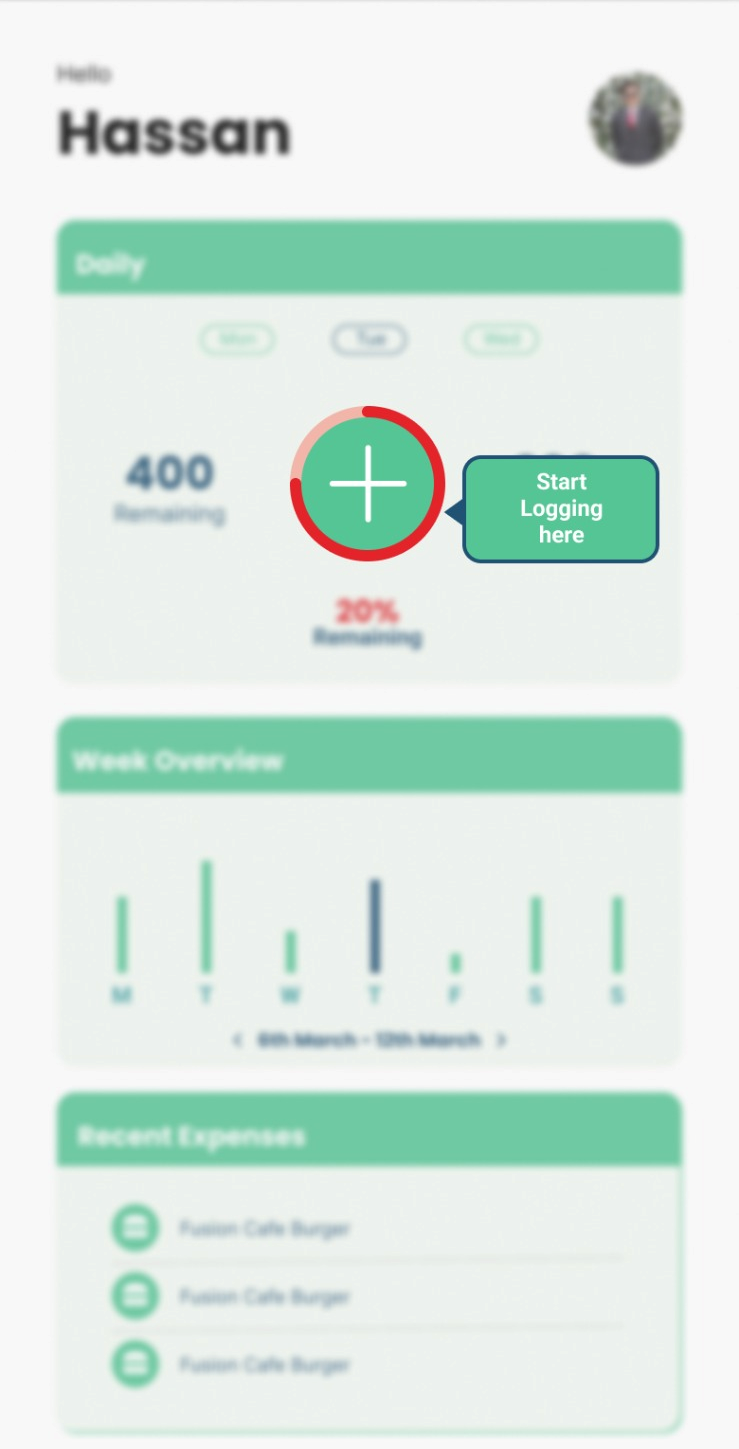 Hello
Hassan
Daily
Mon Tue Wed
400
Remaining
Start
Logging
here
20%
Remaining
Week Overview
M T W T F S S
< 6th March - 12th March >
Recent Expenses
Fusion Cafe Burger
Fusion Cafe Burger
Fusion Cafe Burger